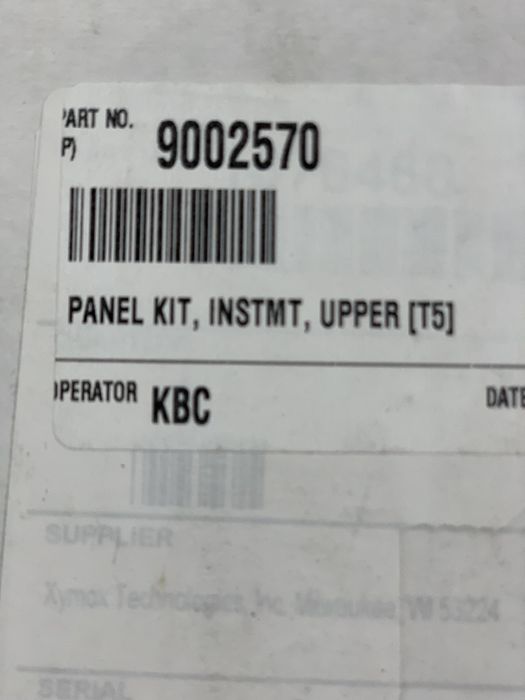 PART NO.
P) 9002570
PANEL KIT, INSTMT, UPPER [T5]
OPERATOR KBC DATE
SUPPLIER
Xymox Technologies, Inc. Milwaukee, WI 53224
SERIAL